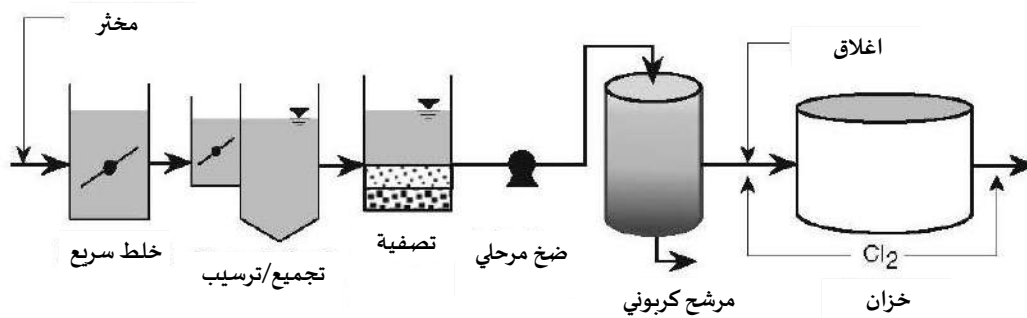 مخثر
اغلاق
خلط سريع
تجميع/ترسيب
تصفية
ضخ مرحلي
مرشح كربوني
Cl2
خزان